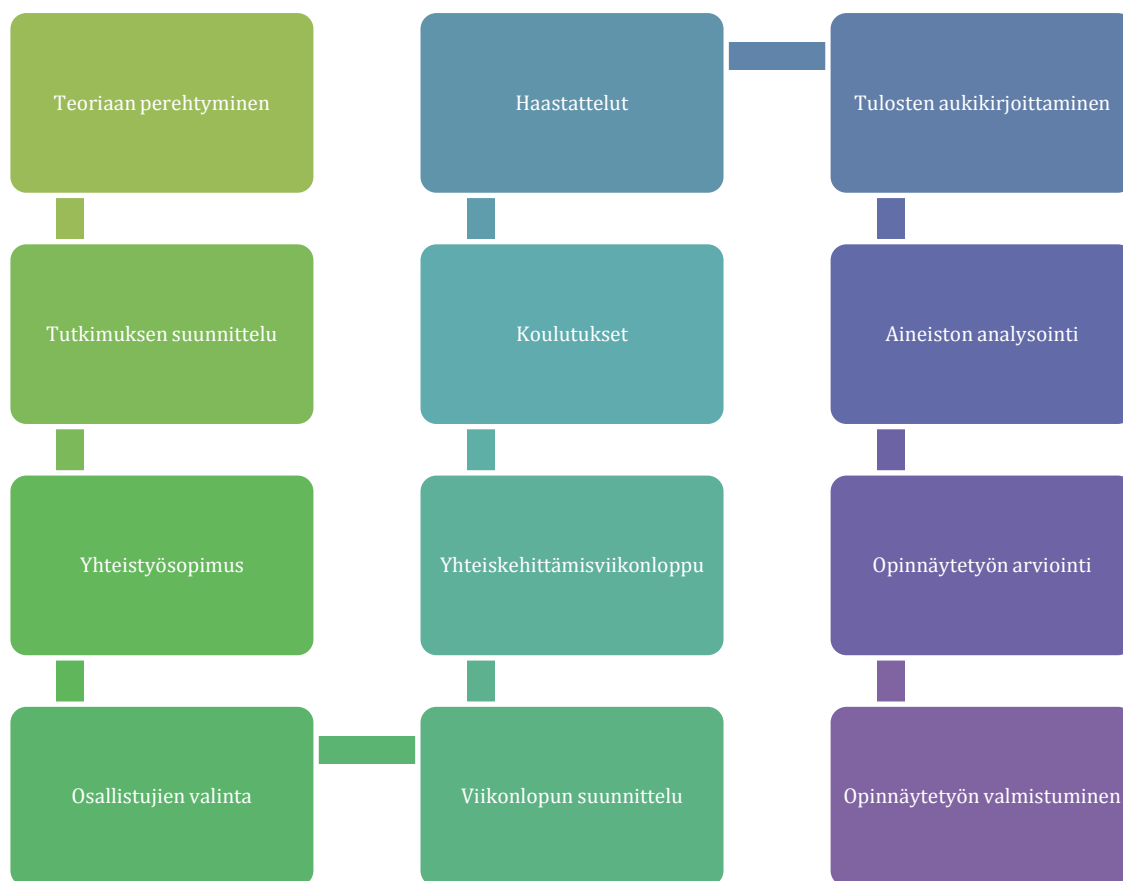 Teoriaan perehtyminen
Tutkimuksen suunnittelu
Yhteistyösopimus
Osallistujien valinta
Viikonlopun suunnittelu
Yhteiskehittämisviikonloppu
Koulutukset
Haastattelut
Tulosten aukikirjoittaminen
Aineiston analysointi
Opinnäytetyön arviointi
Opinnäytetyön valmistuminen